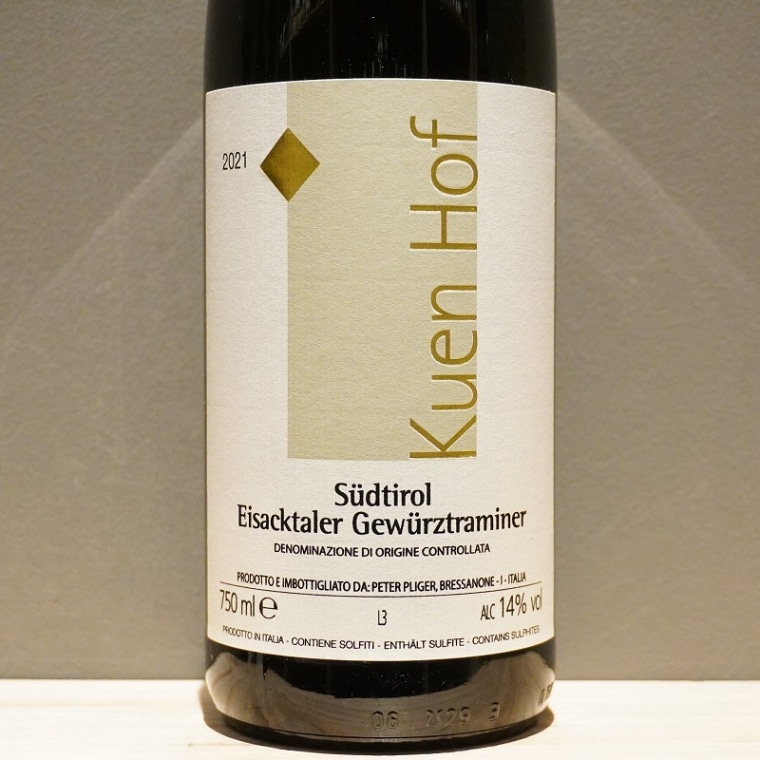 2021
Kuen Hof
Südtirol
Eisacktaler Gewürztraminer
DENOMINAZIONE DI ORIGINE CONTROLLATA
PRODOTTO E IMBOTTIGLIATO DA: PETER PLIGER, BRESSANONE - I - ITALIA
750 ml e L3 ALC 14% vol
PRODOTTO IN ITALIA - CONTIENE SOLFITI - ENTHÄLT SULFITE - CONTAINS SULPHITES
06